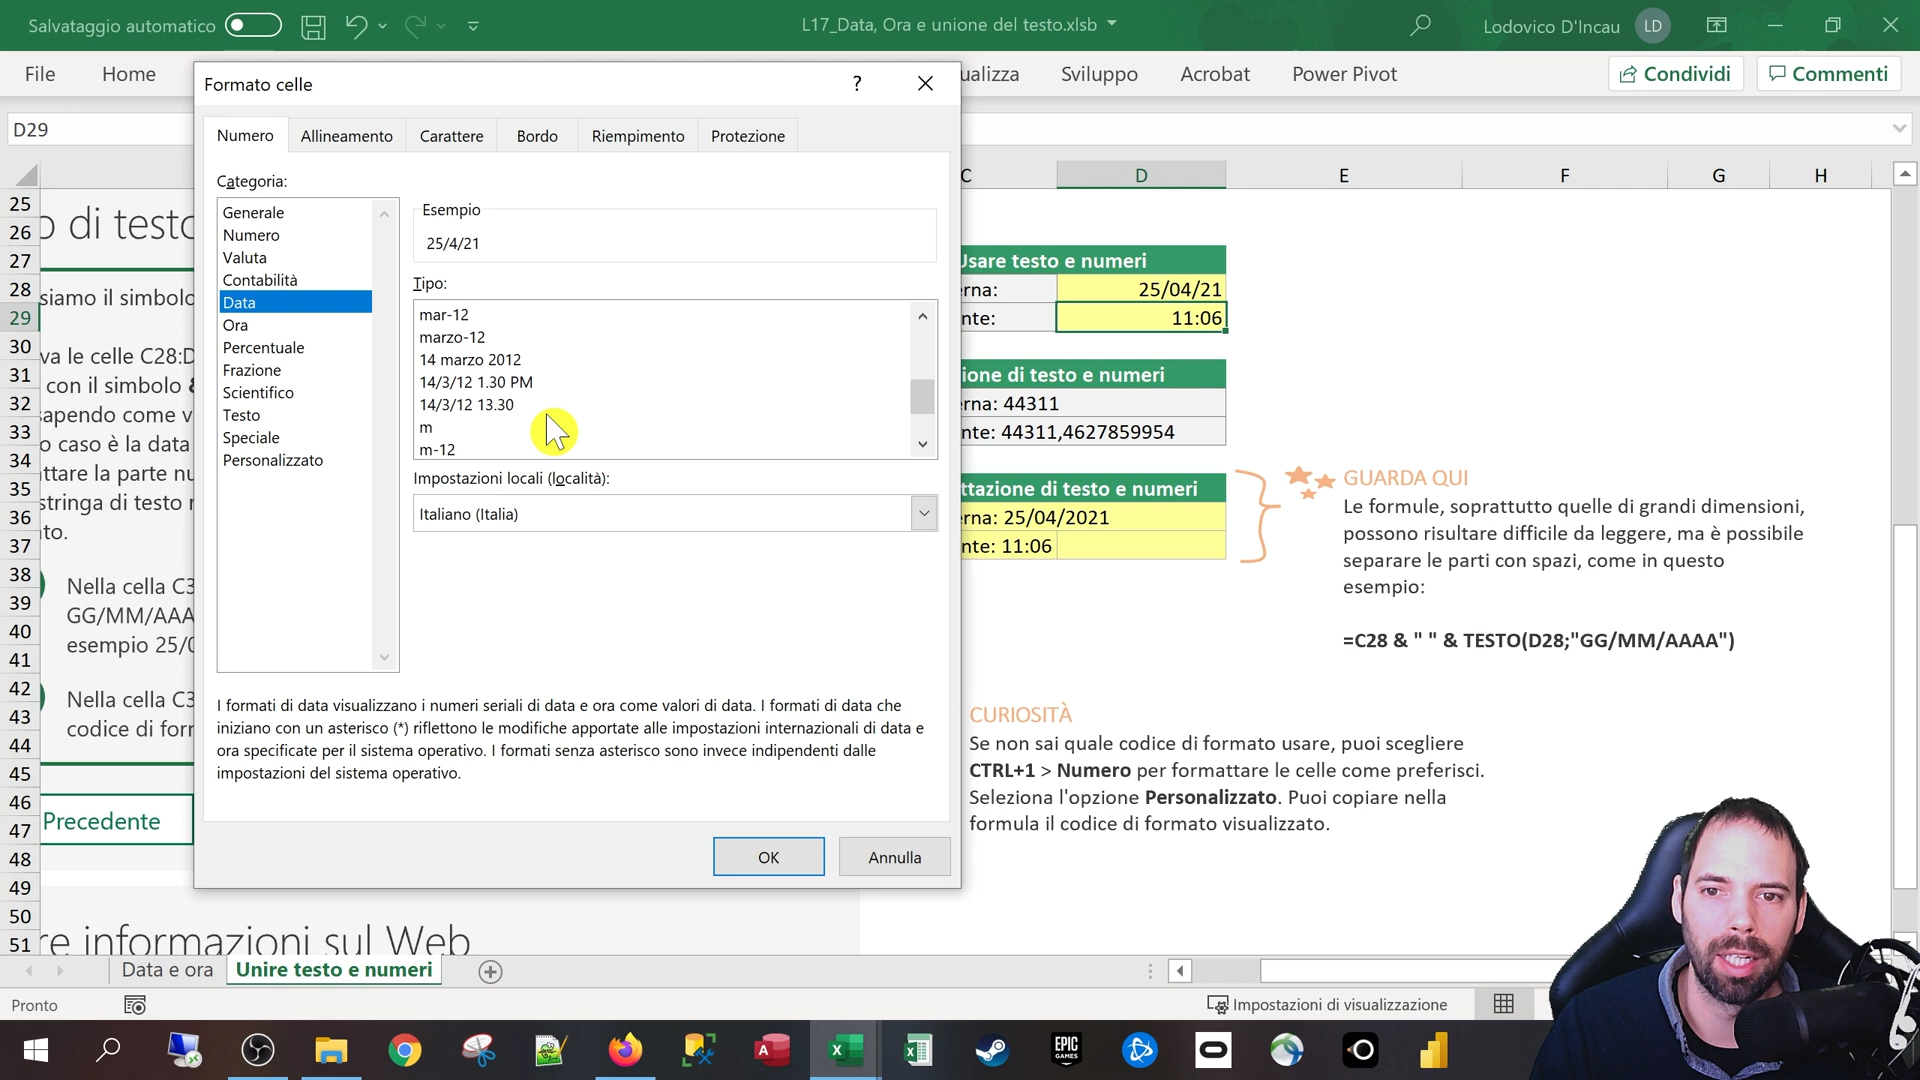 Salvataggio automatico
L17_Data, Ora e unione del testo.xlsb
Lodovico D'Incau
LD
File
Home
ualizza
Sviluppo
Acrobat
Power Pivot
Condividi
Commenti
D29
Formato celle
?
Numero
Allineamento
Carattere
Bordo
Riempimento
Protezione
Categoria:
Generale
Numero
Valuta
Contabilità
Data
Ora
Percentuale
Frazione
Scientifico
Testo
Speciale
Personalizzato
Esempio
25/4/21
Tipo:
mar-12
marzo-12
14 marzo 2012
14/3/12 1.30 PM
14/3/12 13.30
m
m-12
Impostazioni locali (località):
Italiano (Italia)
I formati di data visualizzano i numeri seriali di data e ora come valori di data. I formati di data che
iniziano con un asterisco (*) riflettono le modifiche apportate alle impostazioni internazionali di data e
ora specificate per il sistema operativo. I formati senza asterisco sono invece indipendenti dalle
impostazioni del sistema operativo.
OK
Annulla
C
D
E
F
G
H
25
26
27
28
29
30
31
32
33
34
35
36
37
38
39
40
41
42
43
44
45
46
47
48
49
50
51
o di testo
siamo il simbolo
va le celle C28:D
con il simbolo &
sapendo come v
o caso è la data
ttare la parte nu
stringa di testo r
to.
Nella cella C3
GG/MM/AAA
esempio 25/0
Nella cella C3
codice di forr
Precedente
re informazioni sul Web
Usare testo e numeri
rna:
25/04/21
nte:
11:06
ione di testo e numeri
rna: 44311
nte: 44311,4627859954
ttazione di testo e numeri
rna: 25/04/2021
nte: 11:06
GUARDA QUI
Le formule, soprattutto quelle di grandi dimensioni,
possono risultare difficile da leggere, ma è possibile
separare le parti con spazi, come in questo
esempio:
=C28 & " " & TESTO(D28;"GG/MM/AAAA")
CURIOSITÀ
Se non sai quale codice di formato usare, puoi scegliere
CTRL+1 > Numero per formattare le celle come preferisci.
Seleziona l'opzione Personalizzato. Puoi copiare nella
formula il codice di formato visualizzato.
Data e ora
Unire testo e numeri
Pronto
Impostazioni di visualizzazione
EPIC
GAMES